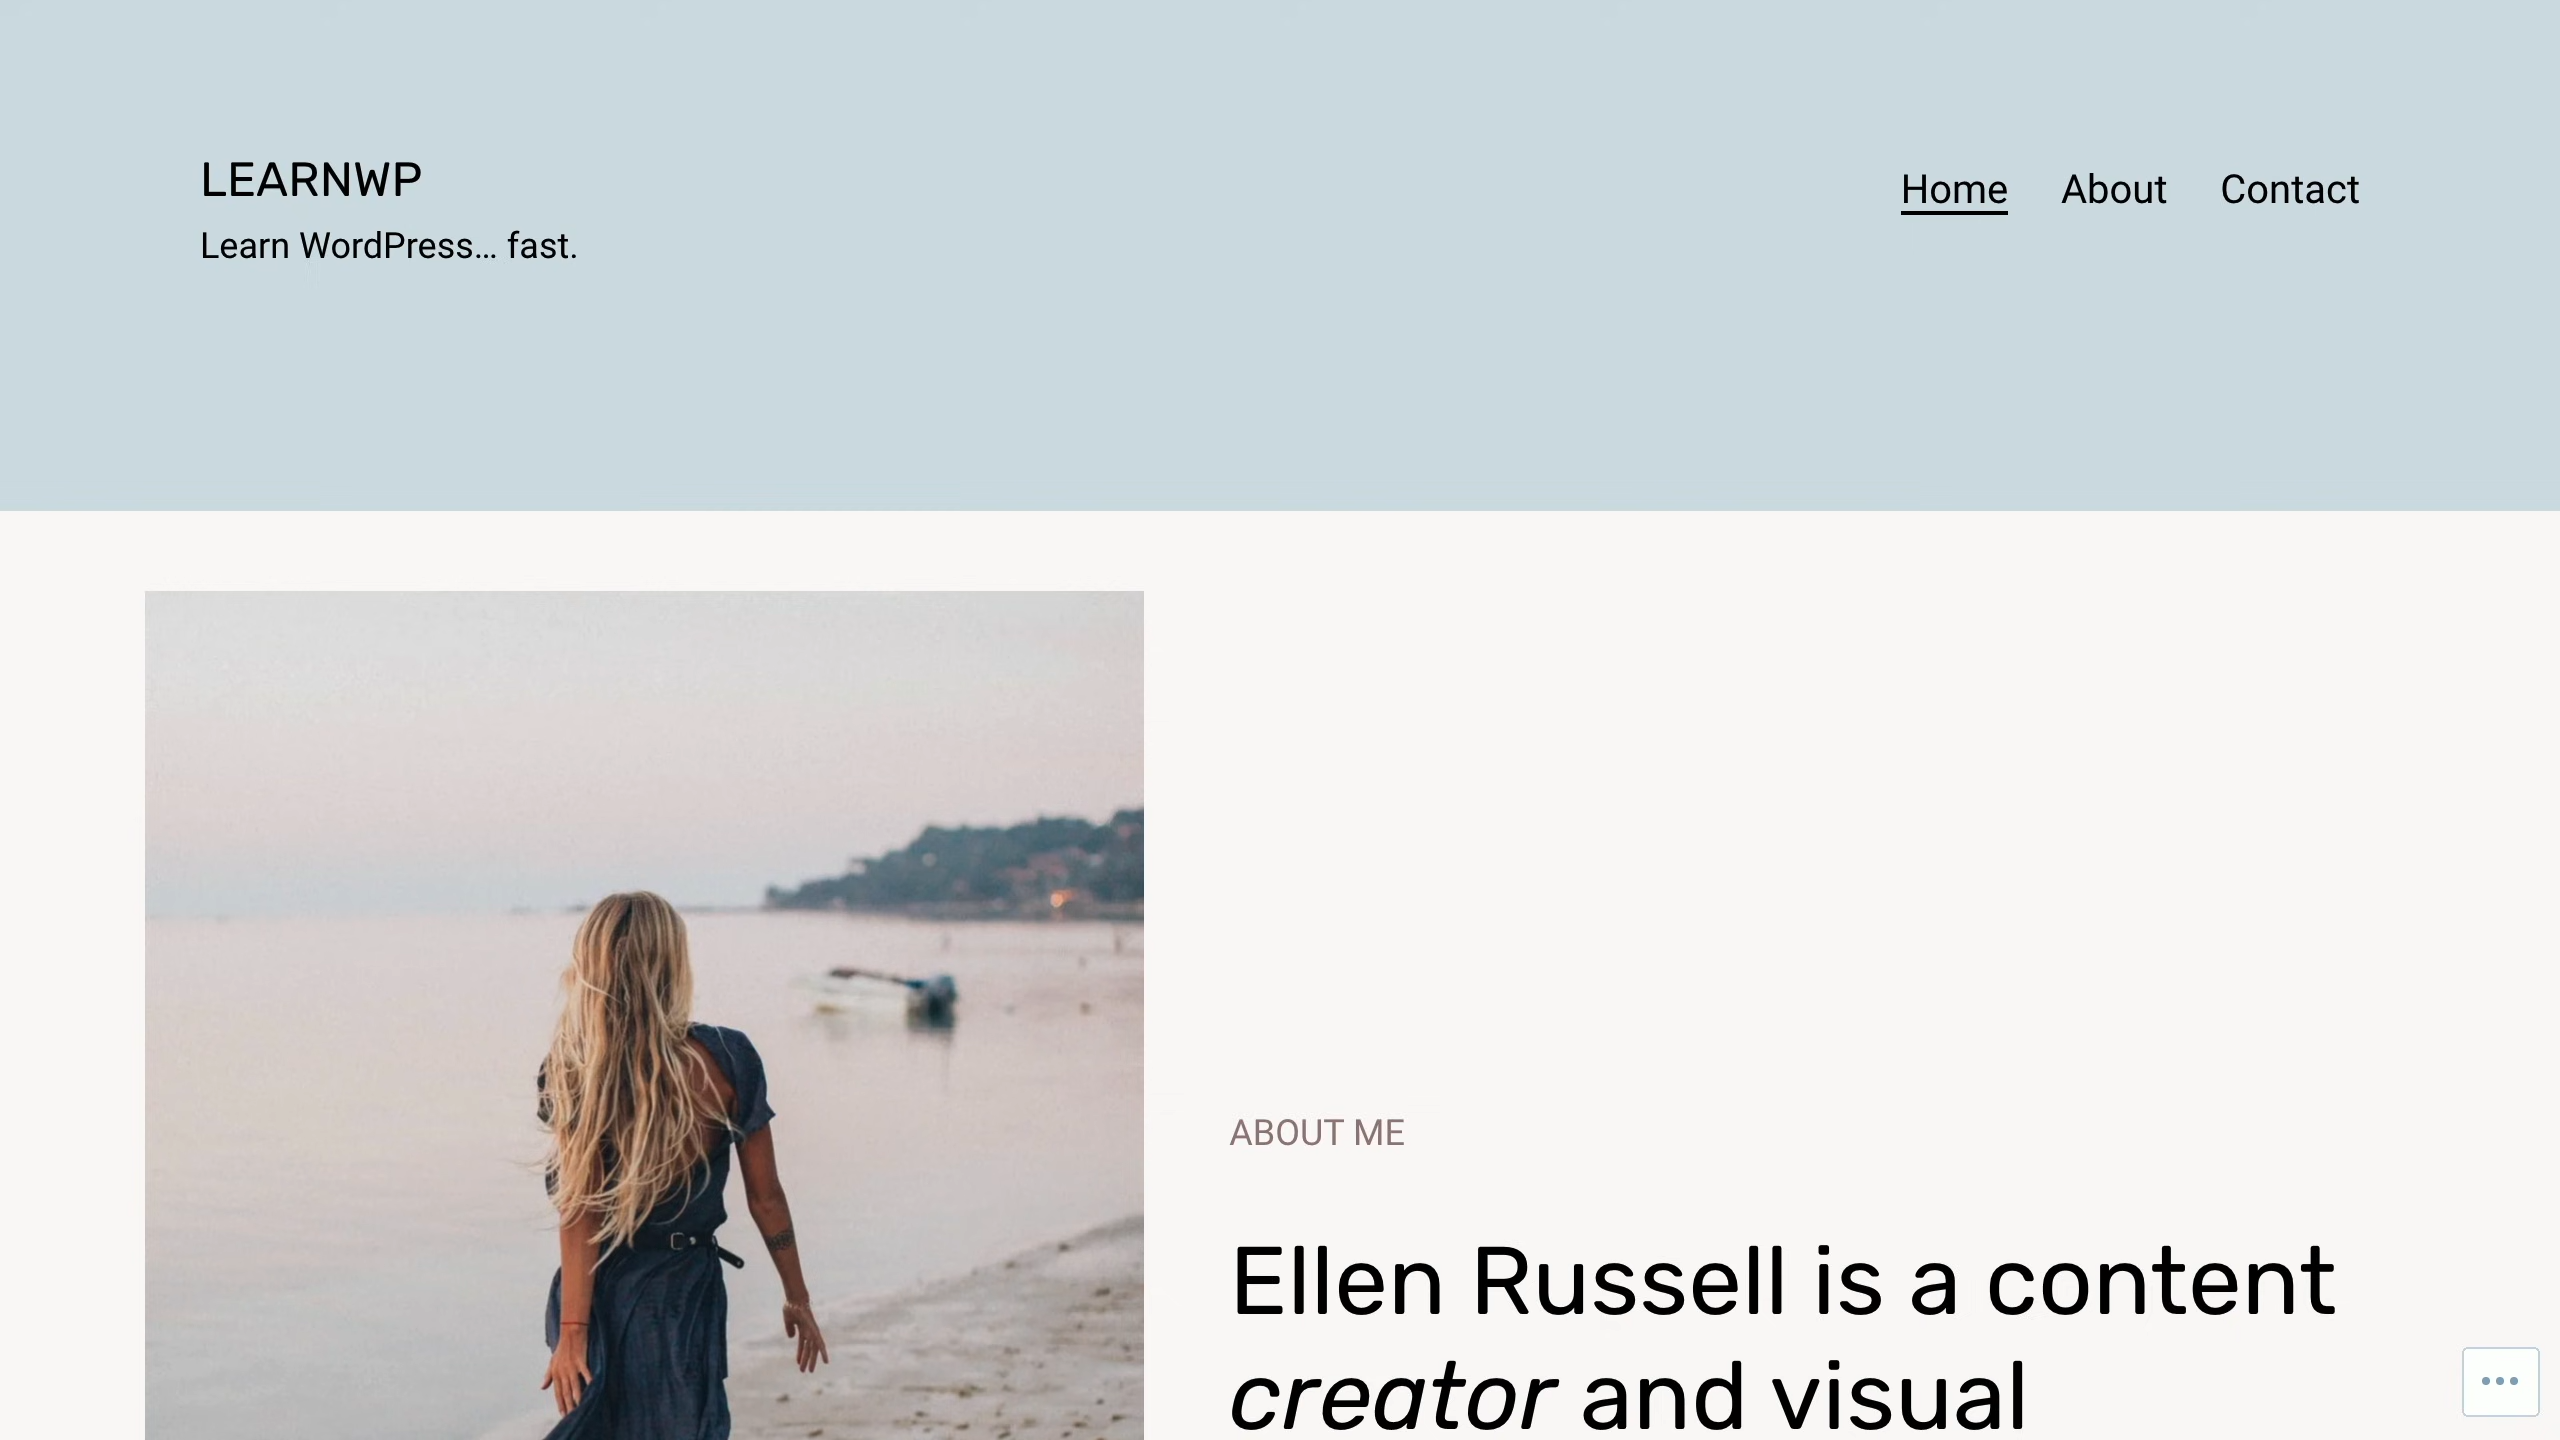 LEARNWP
Learn WordPress... fast.
Home About Contact
ABOUT ME
Ellen Russell is a content
creator and visual